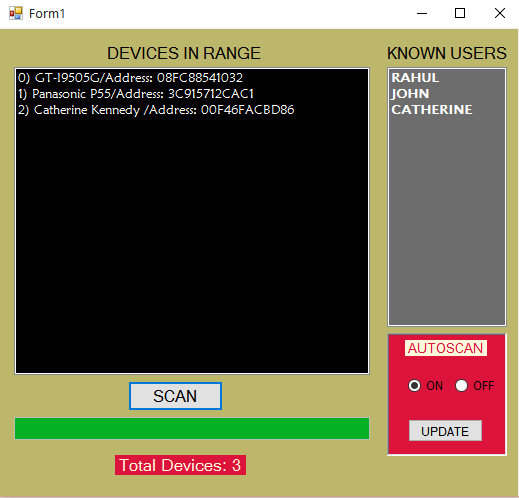 Form1
DEVICES IN RANGE
0) GT-I9505G/Address: 08FC88541032
1) Panasonic P55/Address: 3C915712CAC1
2) Catherine Kennedy /Address: 00F46FACBD86
KNOWN USERS
RAHUL
JOHN
CATHERINE
AUTOSCAN
ON OFF
UPDATE
SCAN
Total Devices: 3